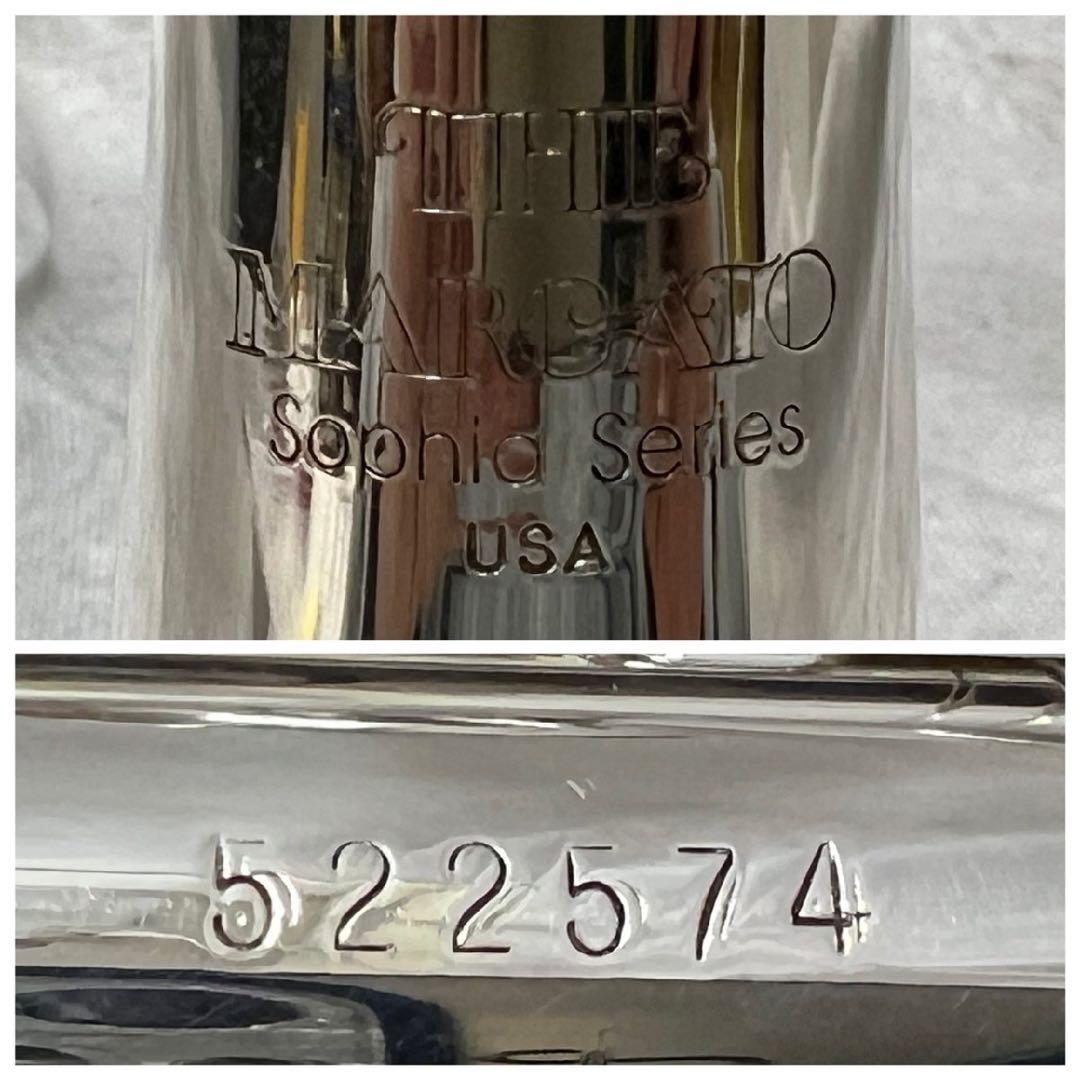 MARCATO
Sophia Series
USA
522574